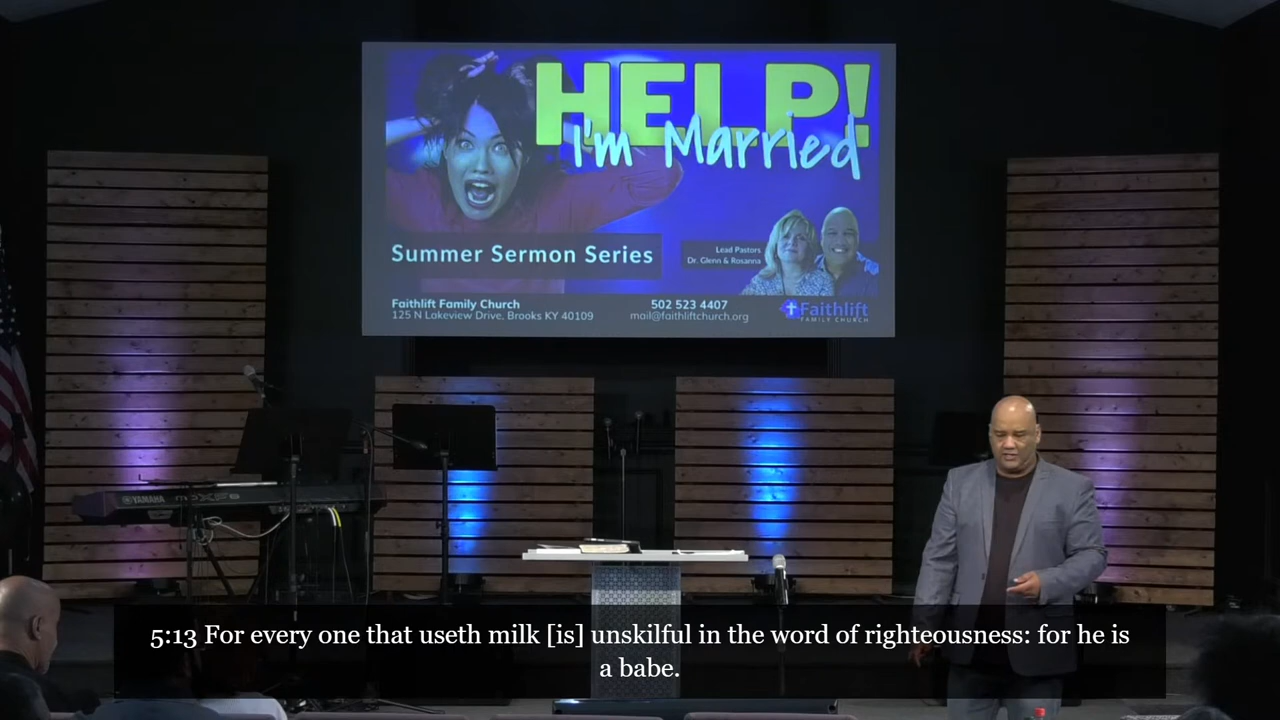 HELP!
I'm Married
Summer Sermon Series
Lead Pastors
Dr. Glenn & Rosanna
Faithlift Family Church
125 N Lakeview Drive, Brooks KY 40109
502 523 4407
mail@faithliftchurch.org
Faithlift
FAMILY CHURCH
YAMAHA MOXF8
5:13 For every one that useth milk [is] unskilful in the word of righteousness: for he is
a babe.